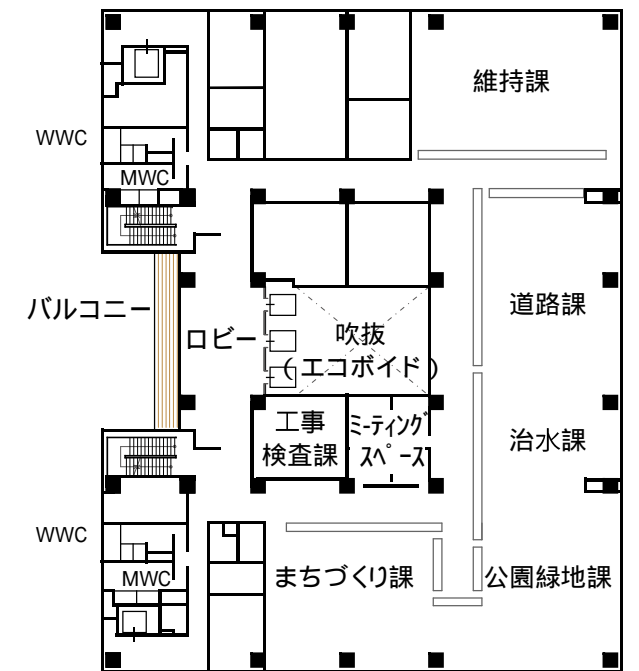 維持課
WWC
MWC
バルコニー
ロビー
吹抜
(エコボイド)
道路課
工事
検査課
ミーティング
スペース
治水課
WWC
MWC
まちづくり課
公園緑地課